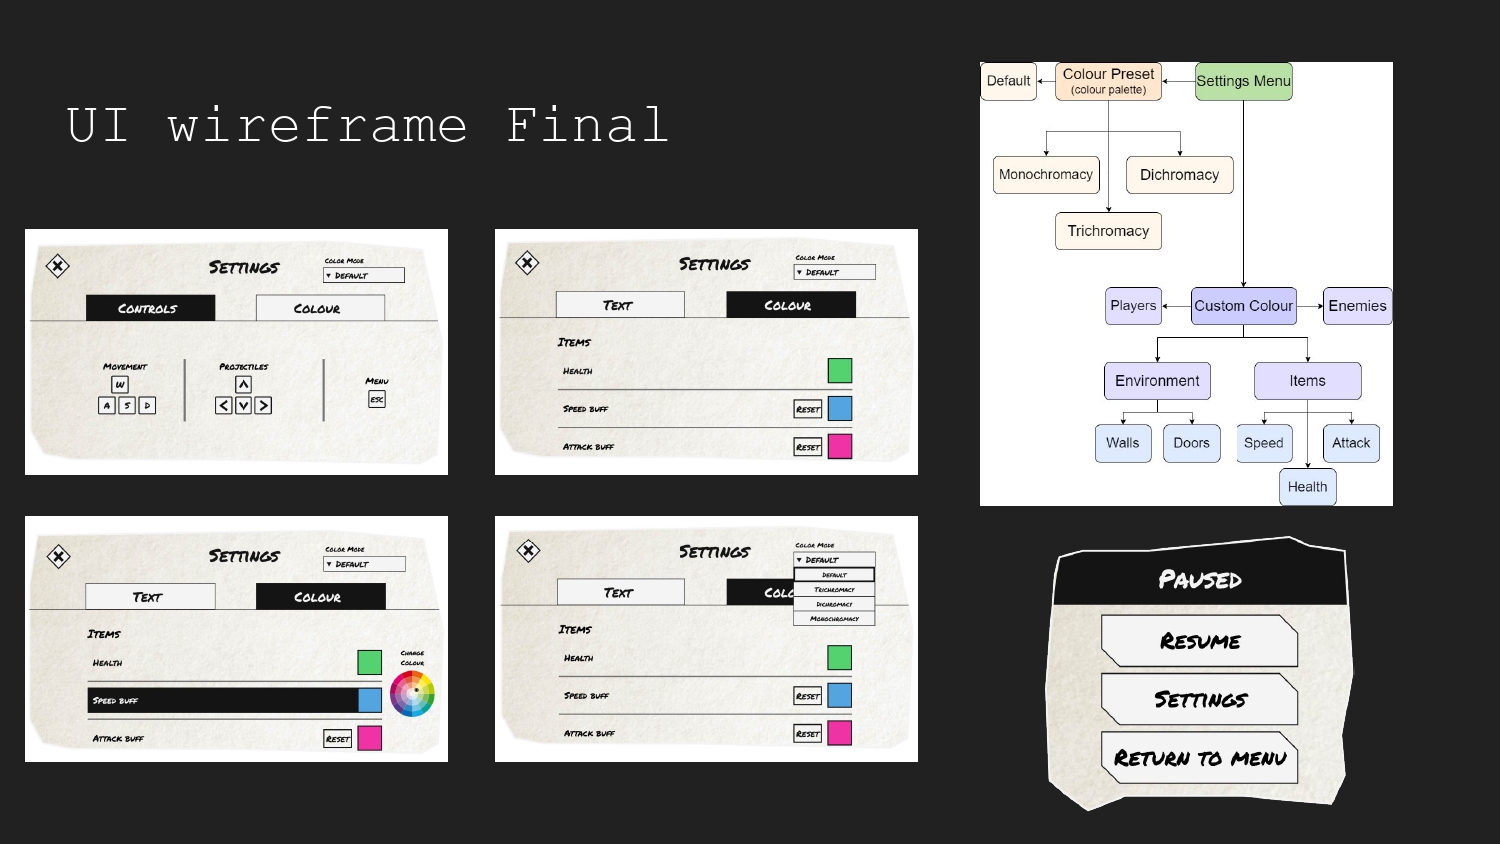 UI wireframe Final
Settings
Color Mode
▼ Default
Controls
Colour
Movement
W
A S D
Projectiles
Menu
ESC
Settings
Color Mode
▼ Default
Text
Colour
Items
Health
Speed buff
Reset
Attack buff
Reset
Settings
Color Mode
▼ Default
Text
Colour
Items
Health
Change
Colour
Speed buff
Attack buff
Reset
Settings
Color Mode
▼ Default
Default
Trichromacy
Dichromacy
Monochromacy
Text
Colo
Items
Health
Speed buff
Reset
Attack buff
Reset
Default
Colour Preset
(colour palette)
Settings Menu
Monochromacy
Dichromacy
Trichromacy
Players
Custom Colour
Enemies
Environment
Items
Walls
Doors
Speed
Attack
Health
Paused
Resume
Settings
Return to menu